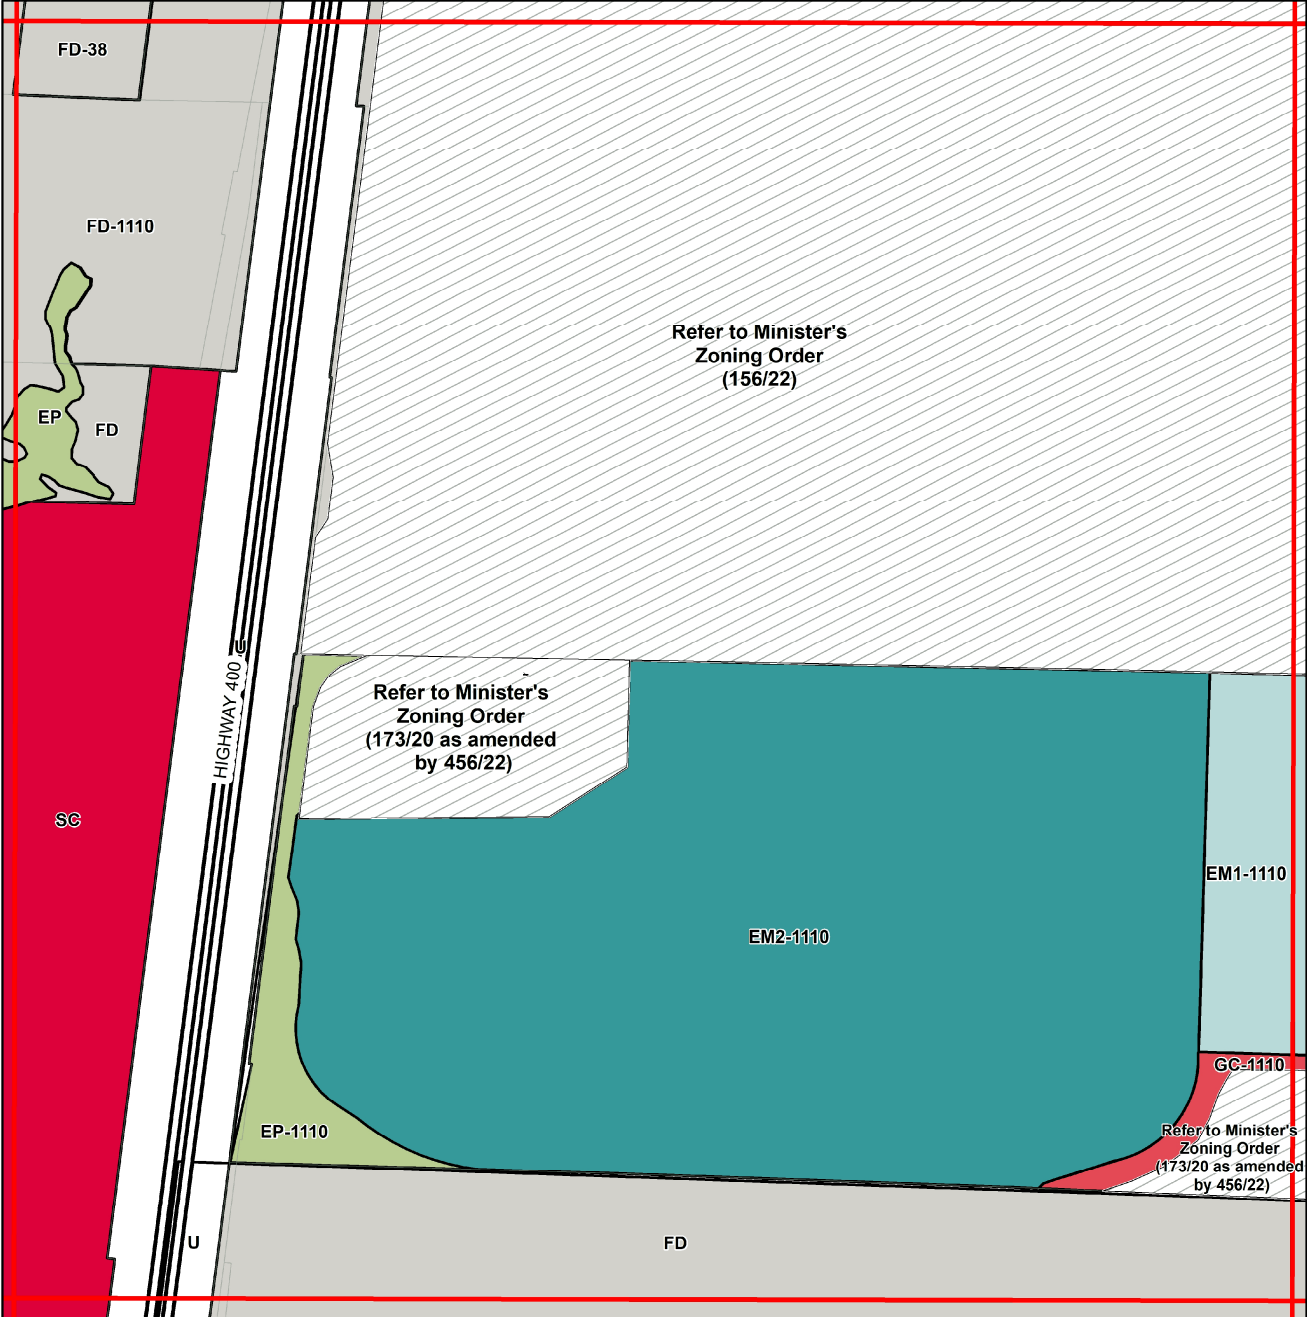 FD-38
FD-1110
Refer to Minister's
Zoning Order
(156/22)
EP
FD
U
HIGHWAY 400
Refer to Minister's
Zoning Order
(173/20 as amended
by 456/22)
SC
EM1-1110
EM2-1110
GC-1110
EP-1110
Refer to Minister's
Zoning Order
(173/20 as amended
by 456/22)
U
FD